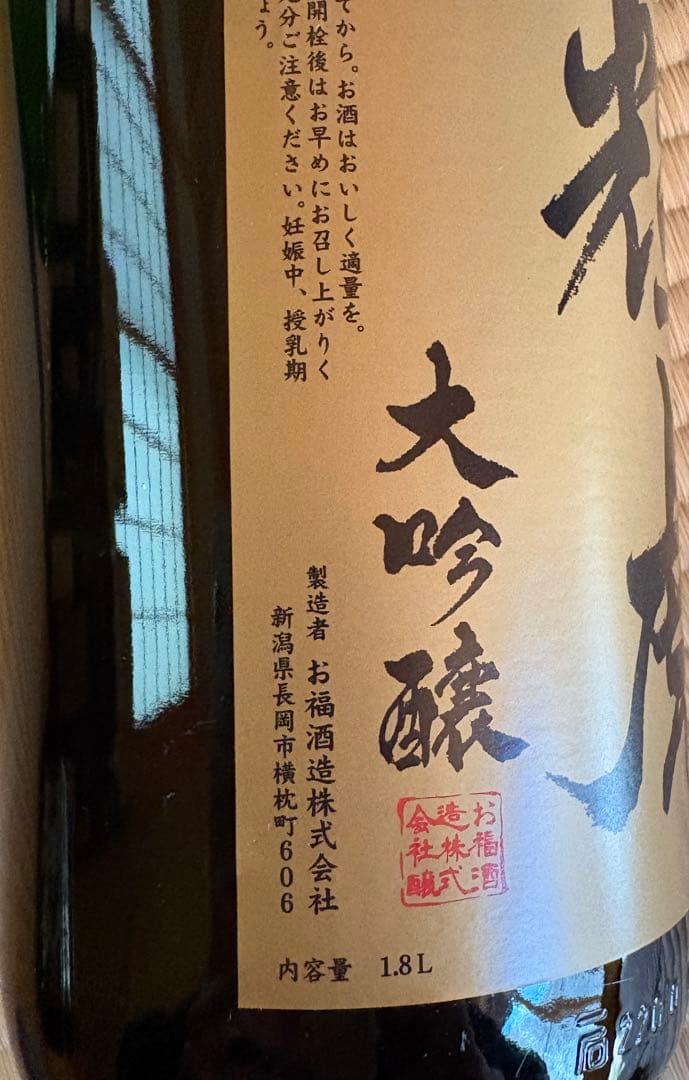 てから。お酒はおいしく適量を。
開栓後はお早めにお召し上がりく
分ご注意ください。妊娠中、授乳期
ょう。
大吟醸
製造者 お福酒造株式会社
新潟県長岡市横枕町606
お福酒
造株式
会社醸
内容量 1.8L